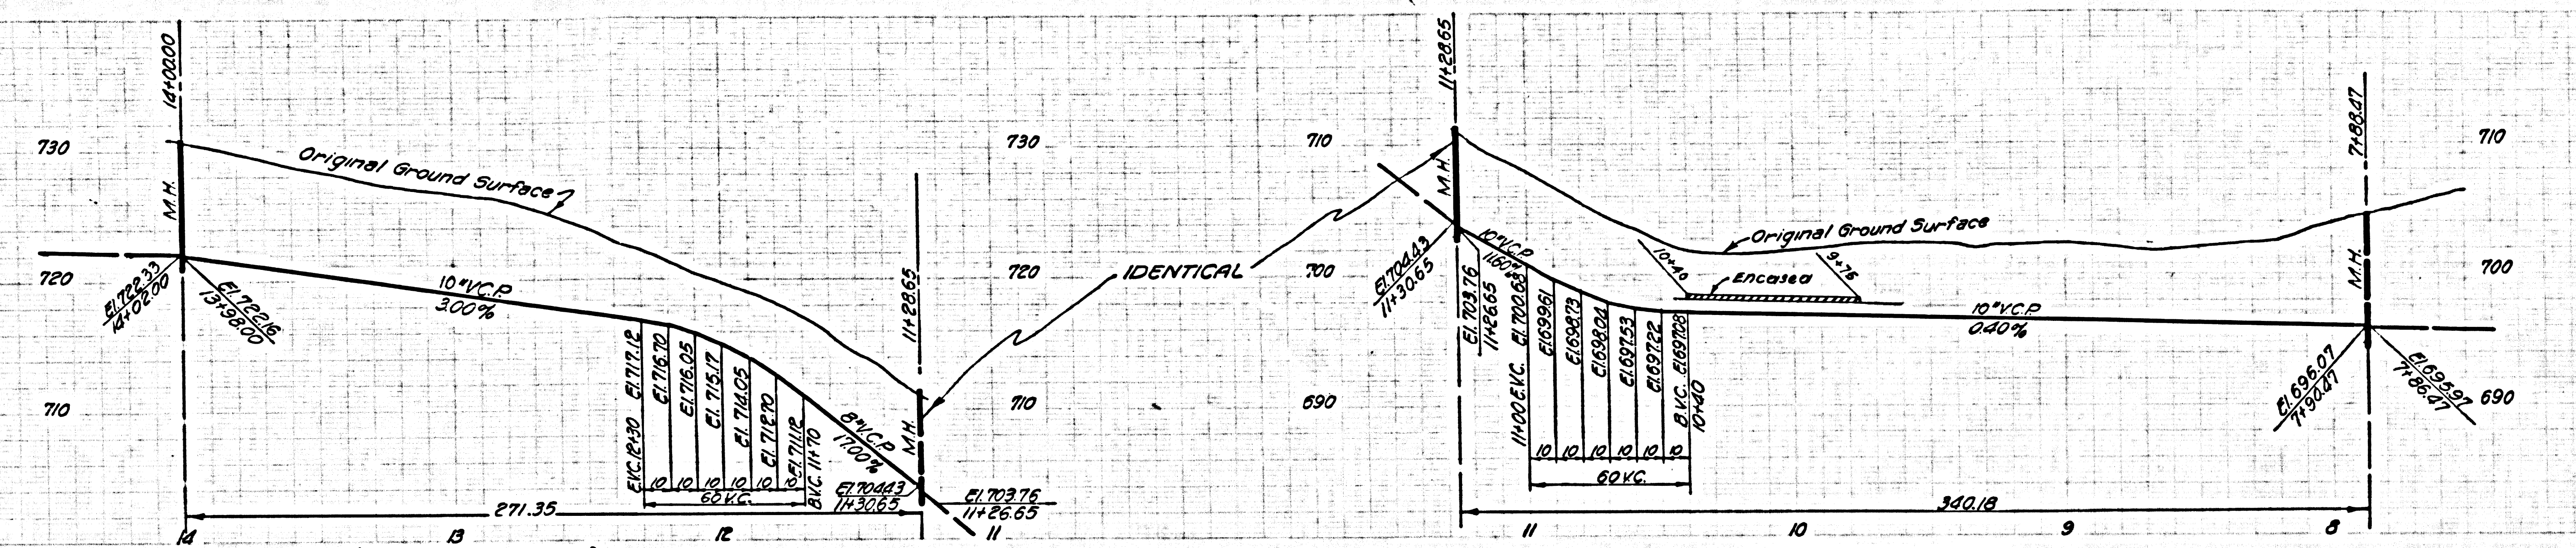 14+00.00
M.H.
730
720
710
Original Ground Surface
El. 722.33
14+02.00
El. 722.16
13+98.00
10" V.C.P.
3.00%
E.V.C. 12+30 El. 717.12
El. 716.70
El. 716.05
El. 715.17
El. 714.05
El. 712.70
El. 711.12
B.V.C. 11+70
10 10 10 10 10 10
60 V.C.
8" V.C.P.
17.00%
11+28.65
M.H.
El. 704.43
11+30.65
El. 703.76
11+26.65
271.35
14 13 12 11
730
720
710
IDENTICAL
710
700
690
11+28.65
M.H.
El. 704.43
11+30.65
El. 703.76
11+26.65
10" V.C.P.
11.60%
11+00 E.V.C. El. 700.68
El. 699.61
El. 698.73
El. 698.04
El. 697.53
El. 697.22
B.V.C. El. 697.08
10+40
10 10 10 10 10 10
60 V.C.
Original Ground Surface
10+40
Encased
9+75
10" V.C.P.
0.40%
7+88.47
M.H.
El. 696.07
7+90.47
El. 695.97
7+86.47
710
700
690
340.18
11 10 9 8